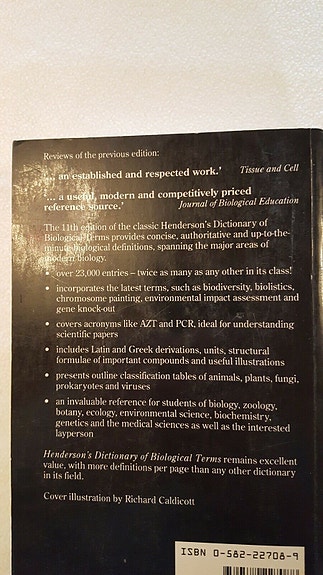 Reviews of the previous edition:
'... an established and respected work.' Tissue and Cell
'... a useful, modern and competitively priced
reference source.' Journal of Biological Education
The 11th edition of the classic Henderson's Dictionary of
Biological Terms provides concise, authoritative and up-to-the-
minute biological definitions, spanning the major areas of
modern biology.
• over 23,000 entries – twice as many as any other in its class!
• incorporates the latest terms, such as biodiversity, biolistics,
chromosome painting, environmental impact assessment and
gene knock-out
• covers acronyms like AZT and PCR, ideal for understanding
scientific papers
• includes Latin and Greek derivations, units, structural
formulae of important compounds and useful illustrations
• presents outline classification tables of animals, plants, fungi,
prokaryotes and viruses
• an invaluable reference for students of biology, zoology,
botany, ecology, environmental science, biochemistry,
genetics and the medical sciences as well as the interested
layperson
Henderson's Dictionary of Biological Terms remains excellent
value, with more definitions per page than any other dictionary
in its field.
Cover illustration by Richard Caldicott
ISBN 0-582-22708-9